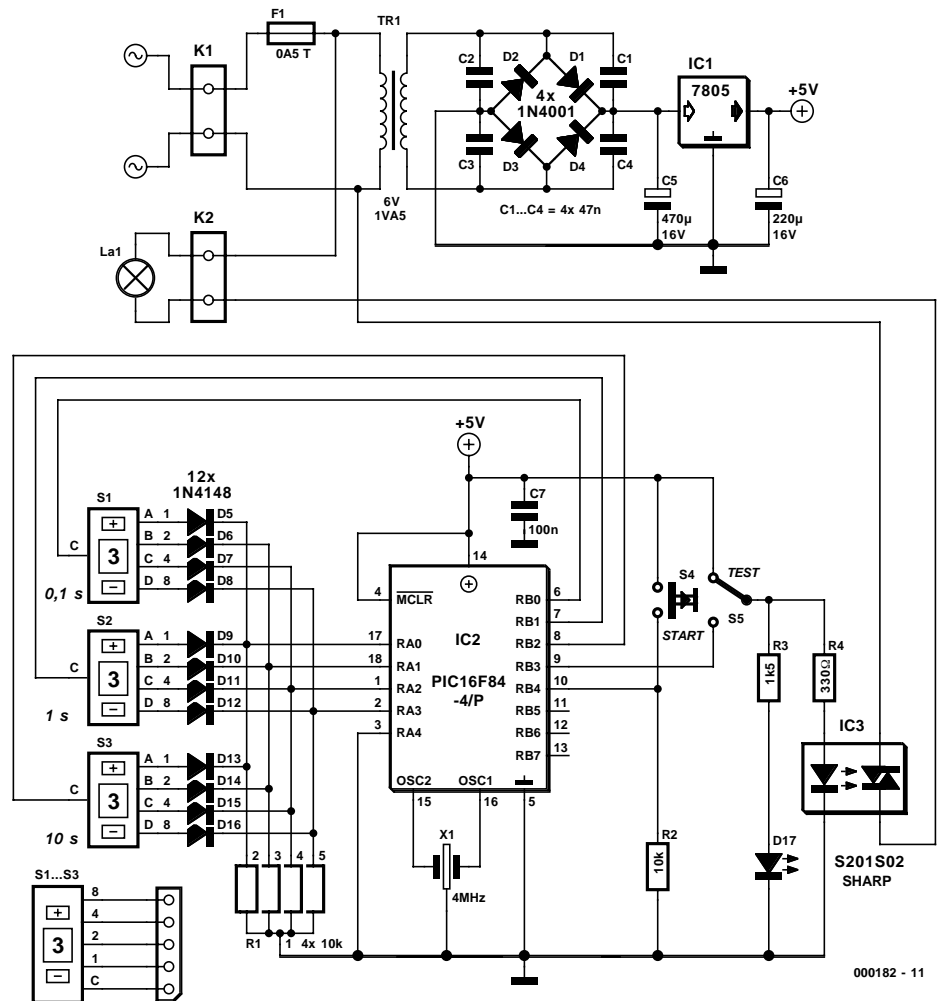 TR1
F1
0A5 T
K1
C2
D2
D1
C1
4x
1N4001
C3
D3
D4
C4
IC1
7805
+5V
6V
1VA5
C1...C4 = 4x 47n
C5
470µ
16V
C6
220µ
16V
K2
La1
+5V
12x
1N4148
S1
+
3
−
C
0,1 s
A 1
B 2
C 4
D 8
D5
D6
D7
D8
S2
+
3
−
C
1 s
A 1
B 2
C 4
D 8
D9
D10
D11
D12
S3
+
3
−
C
10 s
A 1
B 2
C 4
D 8
D13
D14
D15
D16
C7
100n
14
4
MCLR
IC2
PIC16F84
-4/P
17
RA0
18
RA1
1
RA2
2
RA3
3
RA4
RB0
6
RB1
7
RB2
8
RB3
9
RB4
10
RB5
11
RB6
12
RB7
13
OSC2
OSC1
15
16
5
X1
4MHz
S4
START
TEST
S5
R3
1k5
R4
330Ω
IC3
S201S02
SHARP
D17
R2
10k
2
3
4
5
R1
1
4x 10k
S1...S3
+
3
−
8
4
2
1
C
000182 - 11